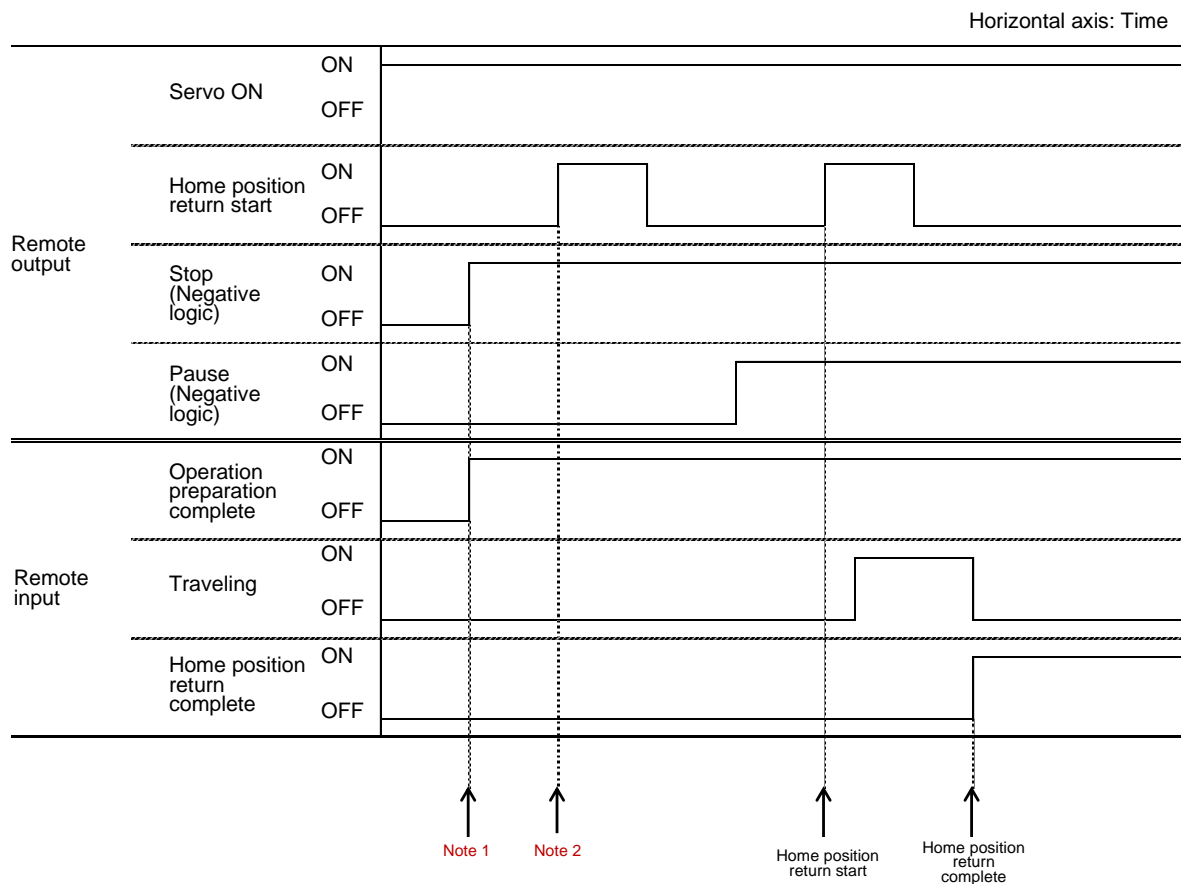 Horizontal axis: Time
Remote
output
Servo ON
ON
OFF
Home position
return start
ON
OFF
Stop
(Negative
logic)
ON
OFF
Pause
(Negative
logic)
ON
OFF
Remote
input
Operation
preparation
complete
ON
OFF
Traveling
ON
OFF
Home position
return
complete
ON
OFF
Note 1
Note 2
Home position
return start
Home position
return
complete